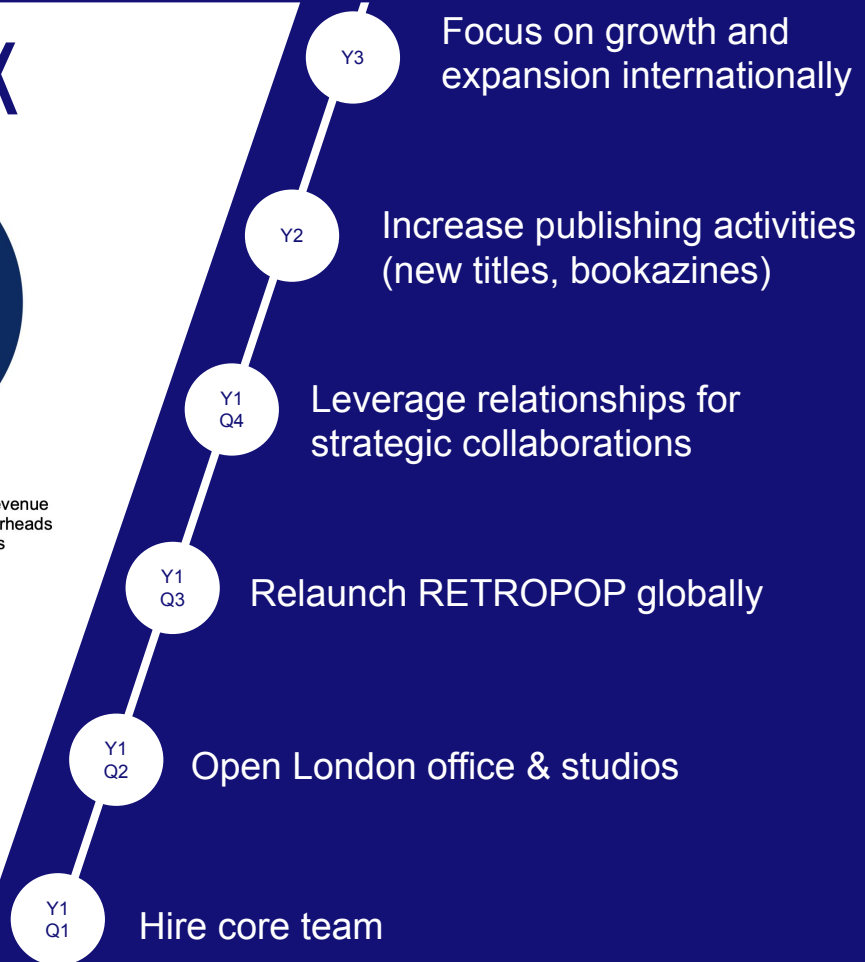 Y3
Focus on growth and
expansion internationally
Y2
Increase publishing activities
(new titles, bookazines)
Y1
Q4
Leverage relationships for
strategic collaborations
Y1
Q3
Relaunch RETROPOP globally
Y1
Q2
Open London office & studios
Y1
Q1
Hire core team